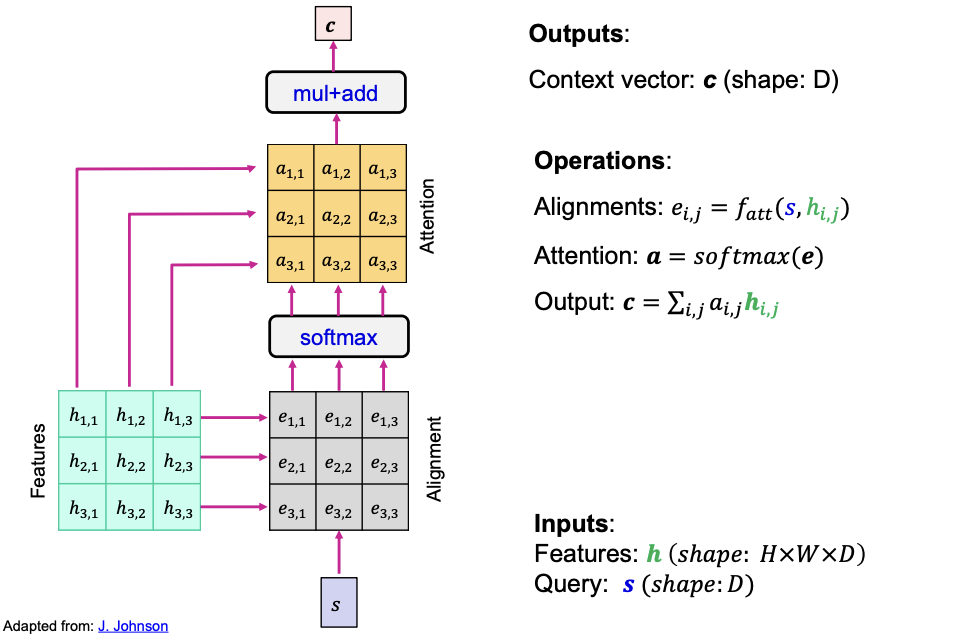 c
mul+add
a1,1 a1,2 a1,3
a2,1 a2,2 a2,3
a3,1 a3,2 a3,3
Attention
softmax
Features
h1,1 h1,2 h1,3
h2,1 h2,2 h2,3
h3,1 h3,2 h3,3
e1,1 e1,2 e1,3
e2,1 e2,2 e2,3
e3,1 e3,2 e3,3
Alignment
s
Adapted from: J. Johnson
Outputs:
Context vector: c (shape: D)
Operations:
Alignments: ei,j = fatt(s, hi,j)
Attention: a = softmax(e)
Output: c = ∑i,j ai,j hi,j
Inputs:
Features: h (shape: H×W×D)
Query: s (shape: D)